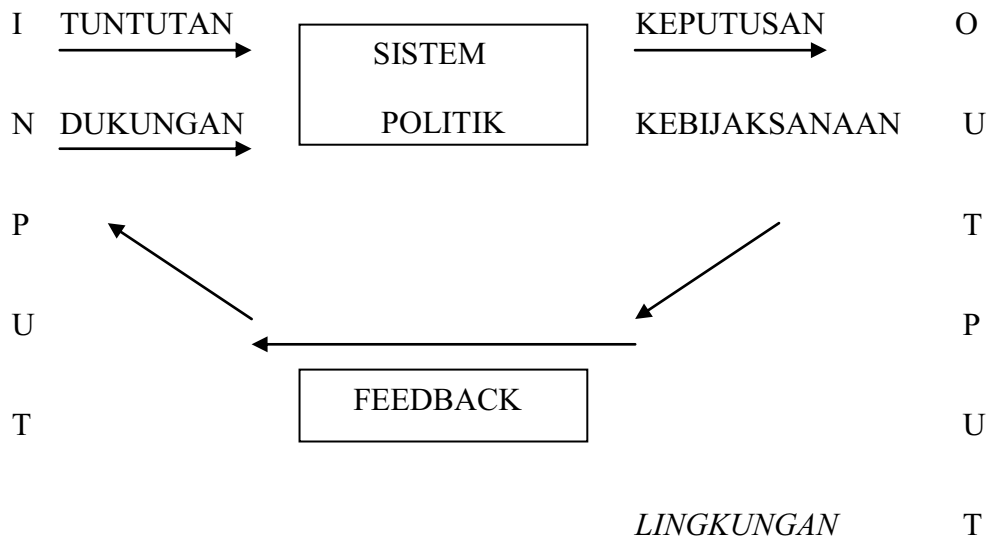 I TUNTUTAN SISTEM KEPUTUSAN O
N DUKUNGAN POLITIK KEBIJAKSANAAN U
P T
U P
FEEDBACK
T U
LINGKUNGAN T